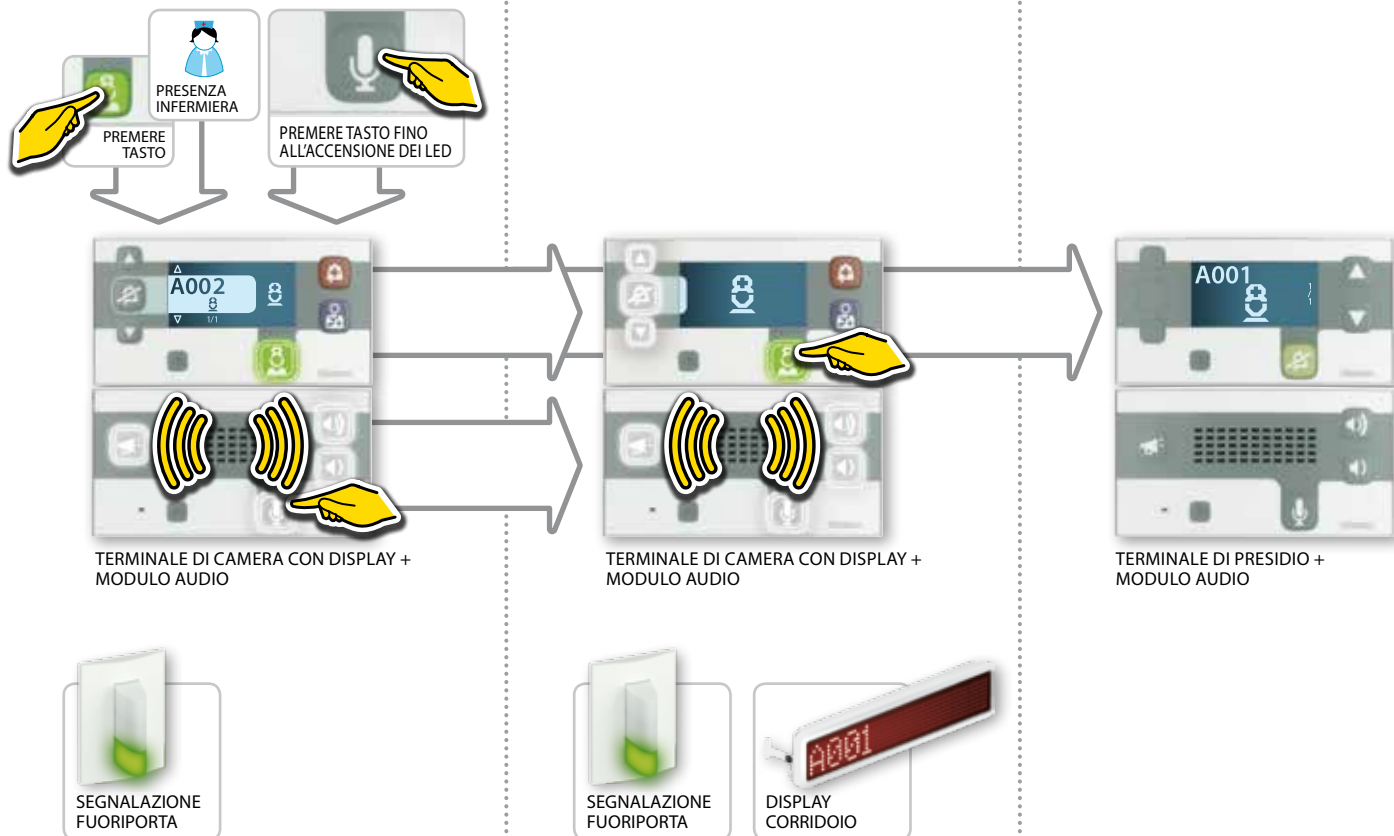 PREMERE
TASTO
PRESENZA
INFERMIERA
PREMERE TASTO FINO
ALL'ACCENSIONE DEI LED
A002
1/1
TERMINALE DI CAMERA CON DISPLAY +
MODULO AUDIO
TERMINALE DI CAMERA CON DISPLAY +
MODULO AUDIO
A001
1/1
TERMINALE DI PRESIDIO +
MODULO AUDIO
SEGNALAZIONE
FUORIPORTA
SEGNALAZIONE
FUORIPORTA
A001
DISPLAY
CORRIDOIO